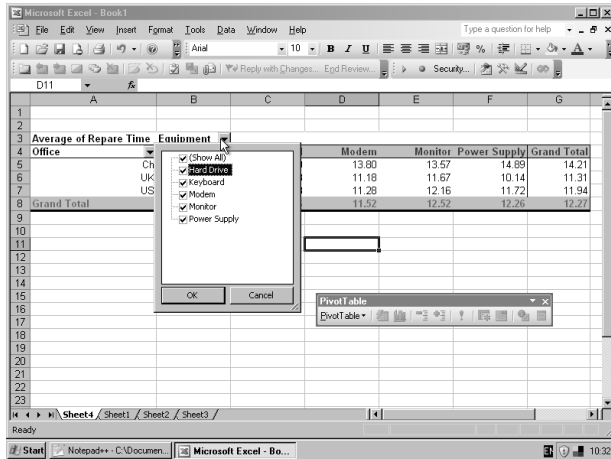 Microsoft Excel - Book1
File Edit View Insert Format Tools Data Window Help Type a question for help
Arial 10 B I U
Reply with Changes... End Review... Security...
D11 fx
A B C D E F G
1
2
3 Average of Repare Time Equipment
4 Office Modem Monitor Power Supply Grand Total
5 Ch 13.80 13.57 14.89 14.21
6 UK 11.18 11.67 10.14 11.31
7 US 11.28 12.16 11.72 11.94
8 Grand Total 11.52 12.52 12.26 12.27
(Show All)
Hard Drive
Keyboard
Modem
Monitor
Power Supply
OK Cancel
9
10
11
12
13
14
15
16
17
18
19
20
21
22
23
PivotTable
PivotTable
Sheet4 Sheet1 Sheet2 Sheet3
Ready
Start Notepad++ - C:\Documen... Microsoft Excel - Bo... 10:32